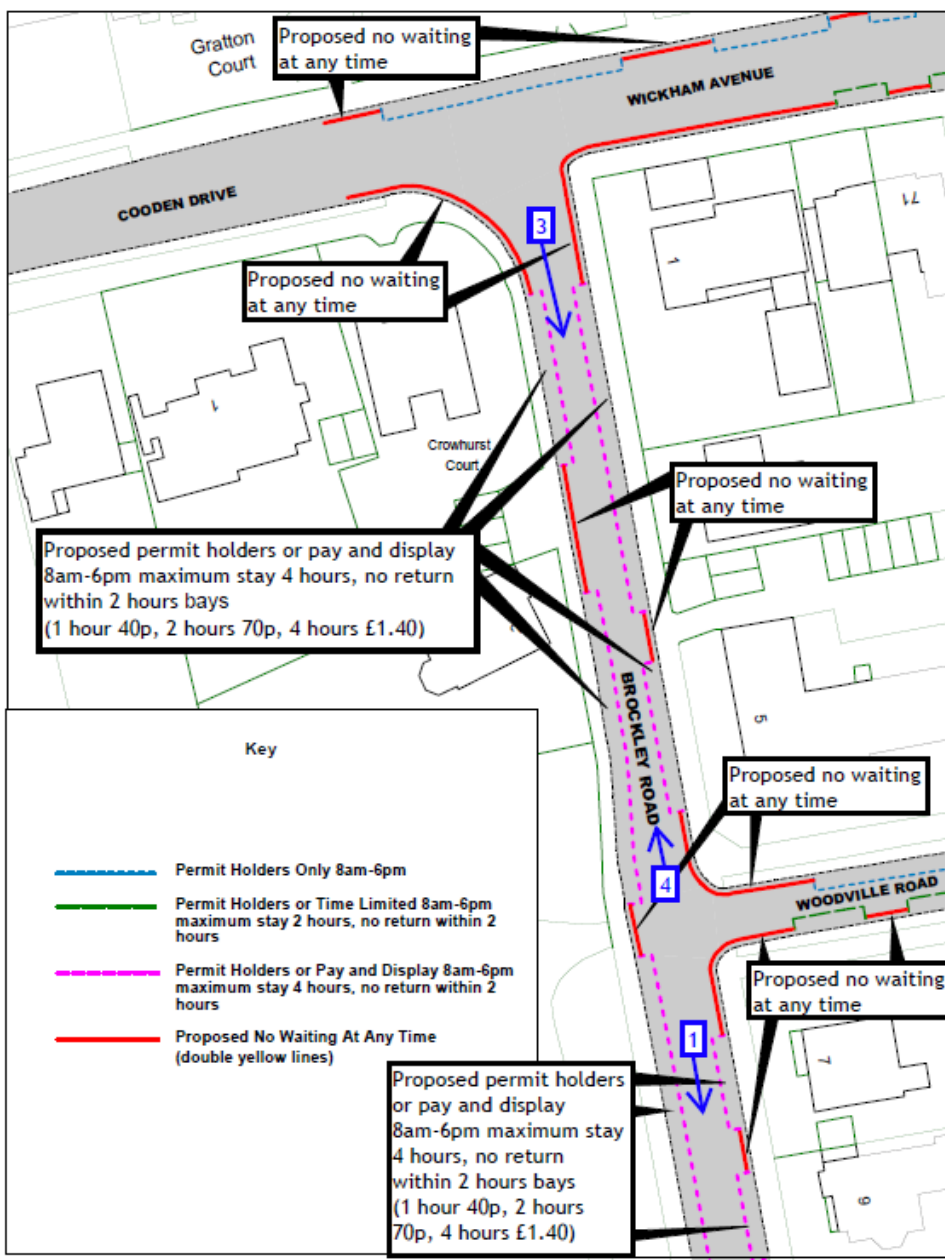 Gratton
Court
Proposed no waiting
at any time
WICKHAM AVENUE
COODEN DRIVE
71
3
1
Proposed no waiting
at any time
1
Crowhurst
Court
Proposed no waiting
at any time
Proposed permit holders or pay and display
8am-6pm maximum stay 4 hours, no return
within 2 hours bays
(1 hour 40p, 2 hours 70p, 4 hours £1.40)
2
BROCKLEY ROAD
5
Key
Proposed no waiting
at any time
Permit Holders Only 8am-6pm
4
WOODVILLE ROAD
Permit Holders or Time Limited 8am-6pm
maximum stay 2 hours, no return within 2
hours
Permit Holders or Pay and Display 8am-6pm
maximum stay 4 hours, no return within 2
hours
Proposed no waiting
at any time
Proposed No Waiting At Any Time
(double yellow lines)
1
7
Proposed permit holders
or pay and display
8am-6pm maximum stay
4 hours, no return
within 2 hours bays
(1 hour 40p, 2 hours
70p, 4 hours £1.40)
9